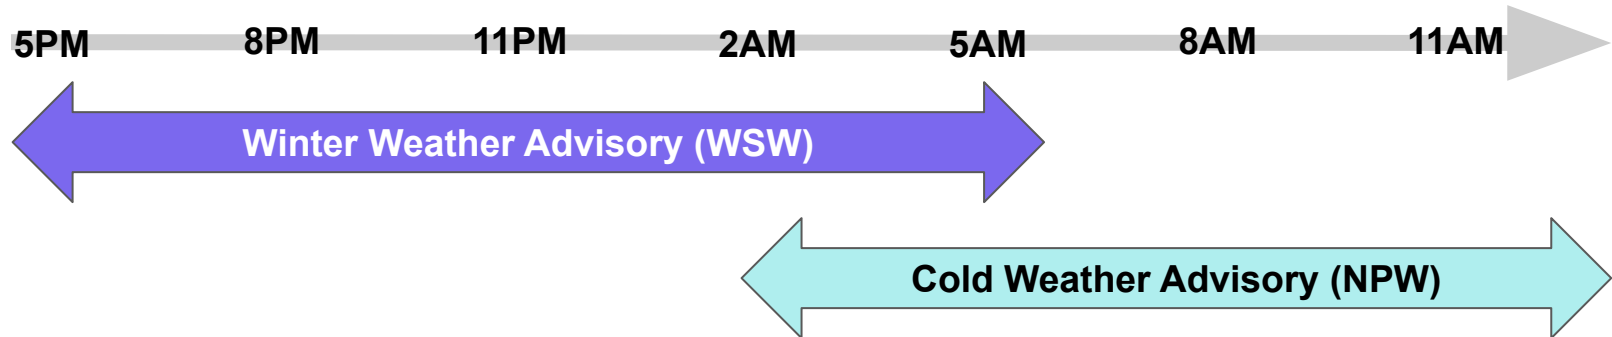 5PM 8PM 11PM 2AM 5AM 8AM 11AM
Winter Weather Advisory (WSW)
Cold Weather Advisory (NPW)